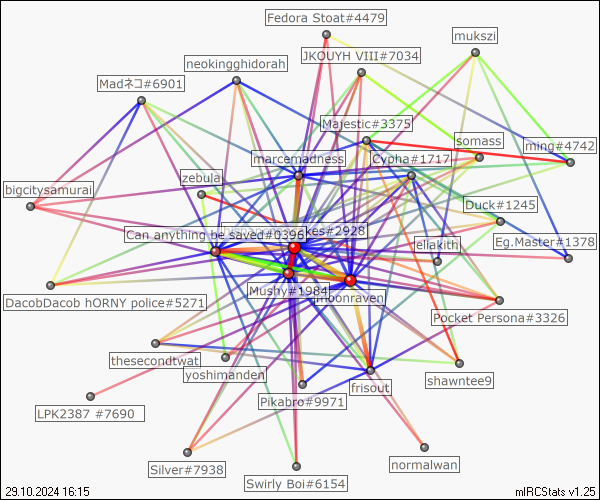 Fedora Stoat#4479
mukszi
JKOUYH VIII#7034
neokingghidorah
Madネコ#6901
Majestic#3375
somass
ming#4742
marcemadness
Cypha#1717
zebula
bigcitysamurai
Duck#1245
Can anything be saved#0396
kes#2928
eliakith
Eg.Master#1378
Mushy#1984
moonraven
DacobDacob hORNY police#5271
Pocket Persona#3326
thesecondtwat
yoshimanden
shawntee9
frisout
Pikabro#9971
LPK2387 #7690
Silver#7938
normalwan
Swirly Boi#6154
29.10.2024 16:15
mIRCStats v1.25